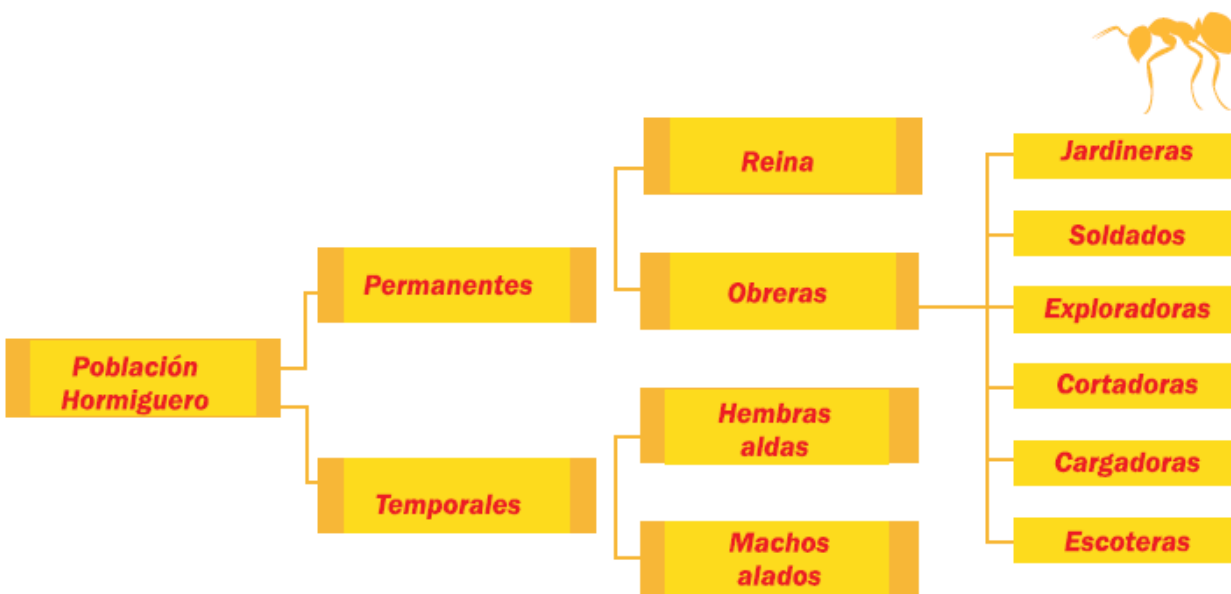 Población
Hormiguero
Permanentes
Temporales
Reina
Obreras
Hembras
aldas
Machos
alados
Jardineras
Soldados
Exploradoras
Cortadoras
Cargadoras
Escoteras